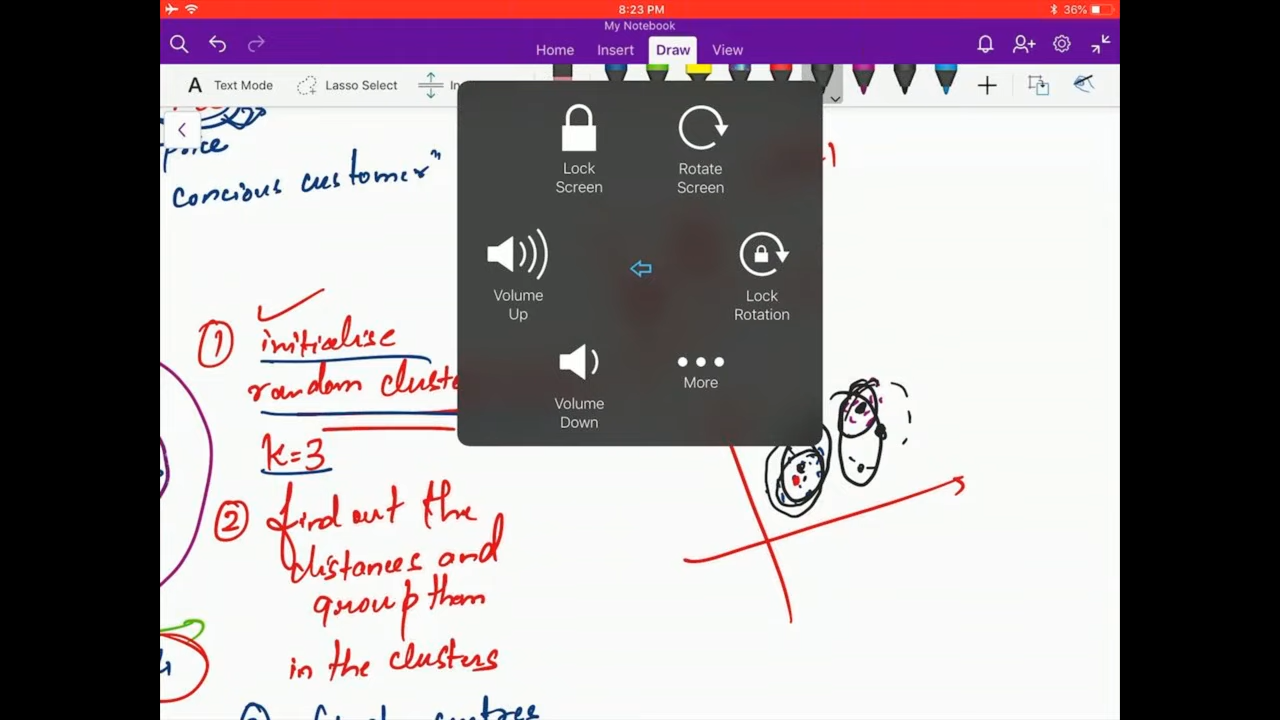 8:23 PM
36%
My Notebook
Home Insert Draw View
A Text Mode Lasso Select In
Lock Screen
Rotate Screen
Volume Up
Lock Rotation
Volume Down
More
concious customer"
① initialise
random cluste
K=3
② find out the
distances and
group them
in the clusters